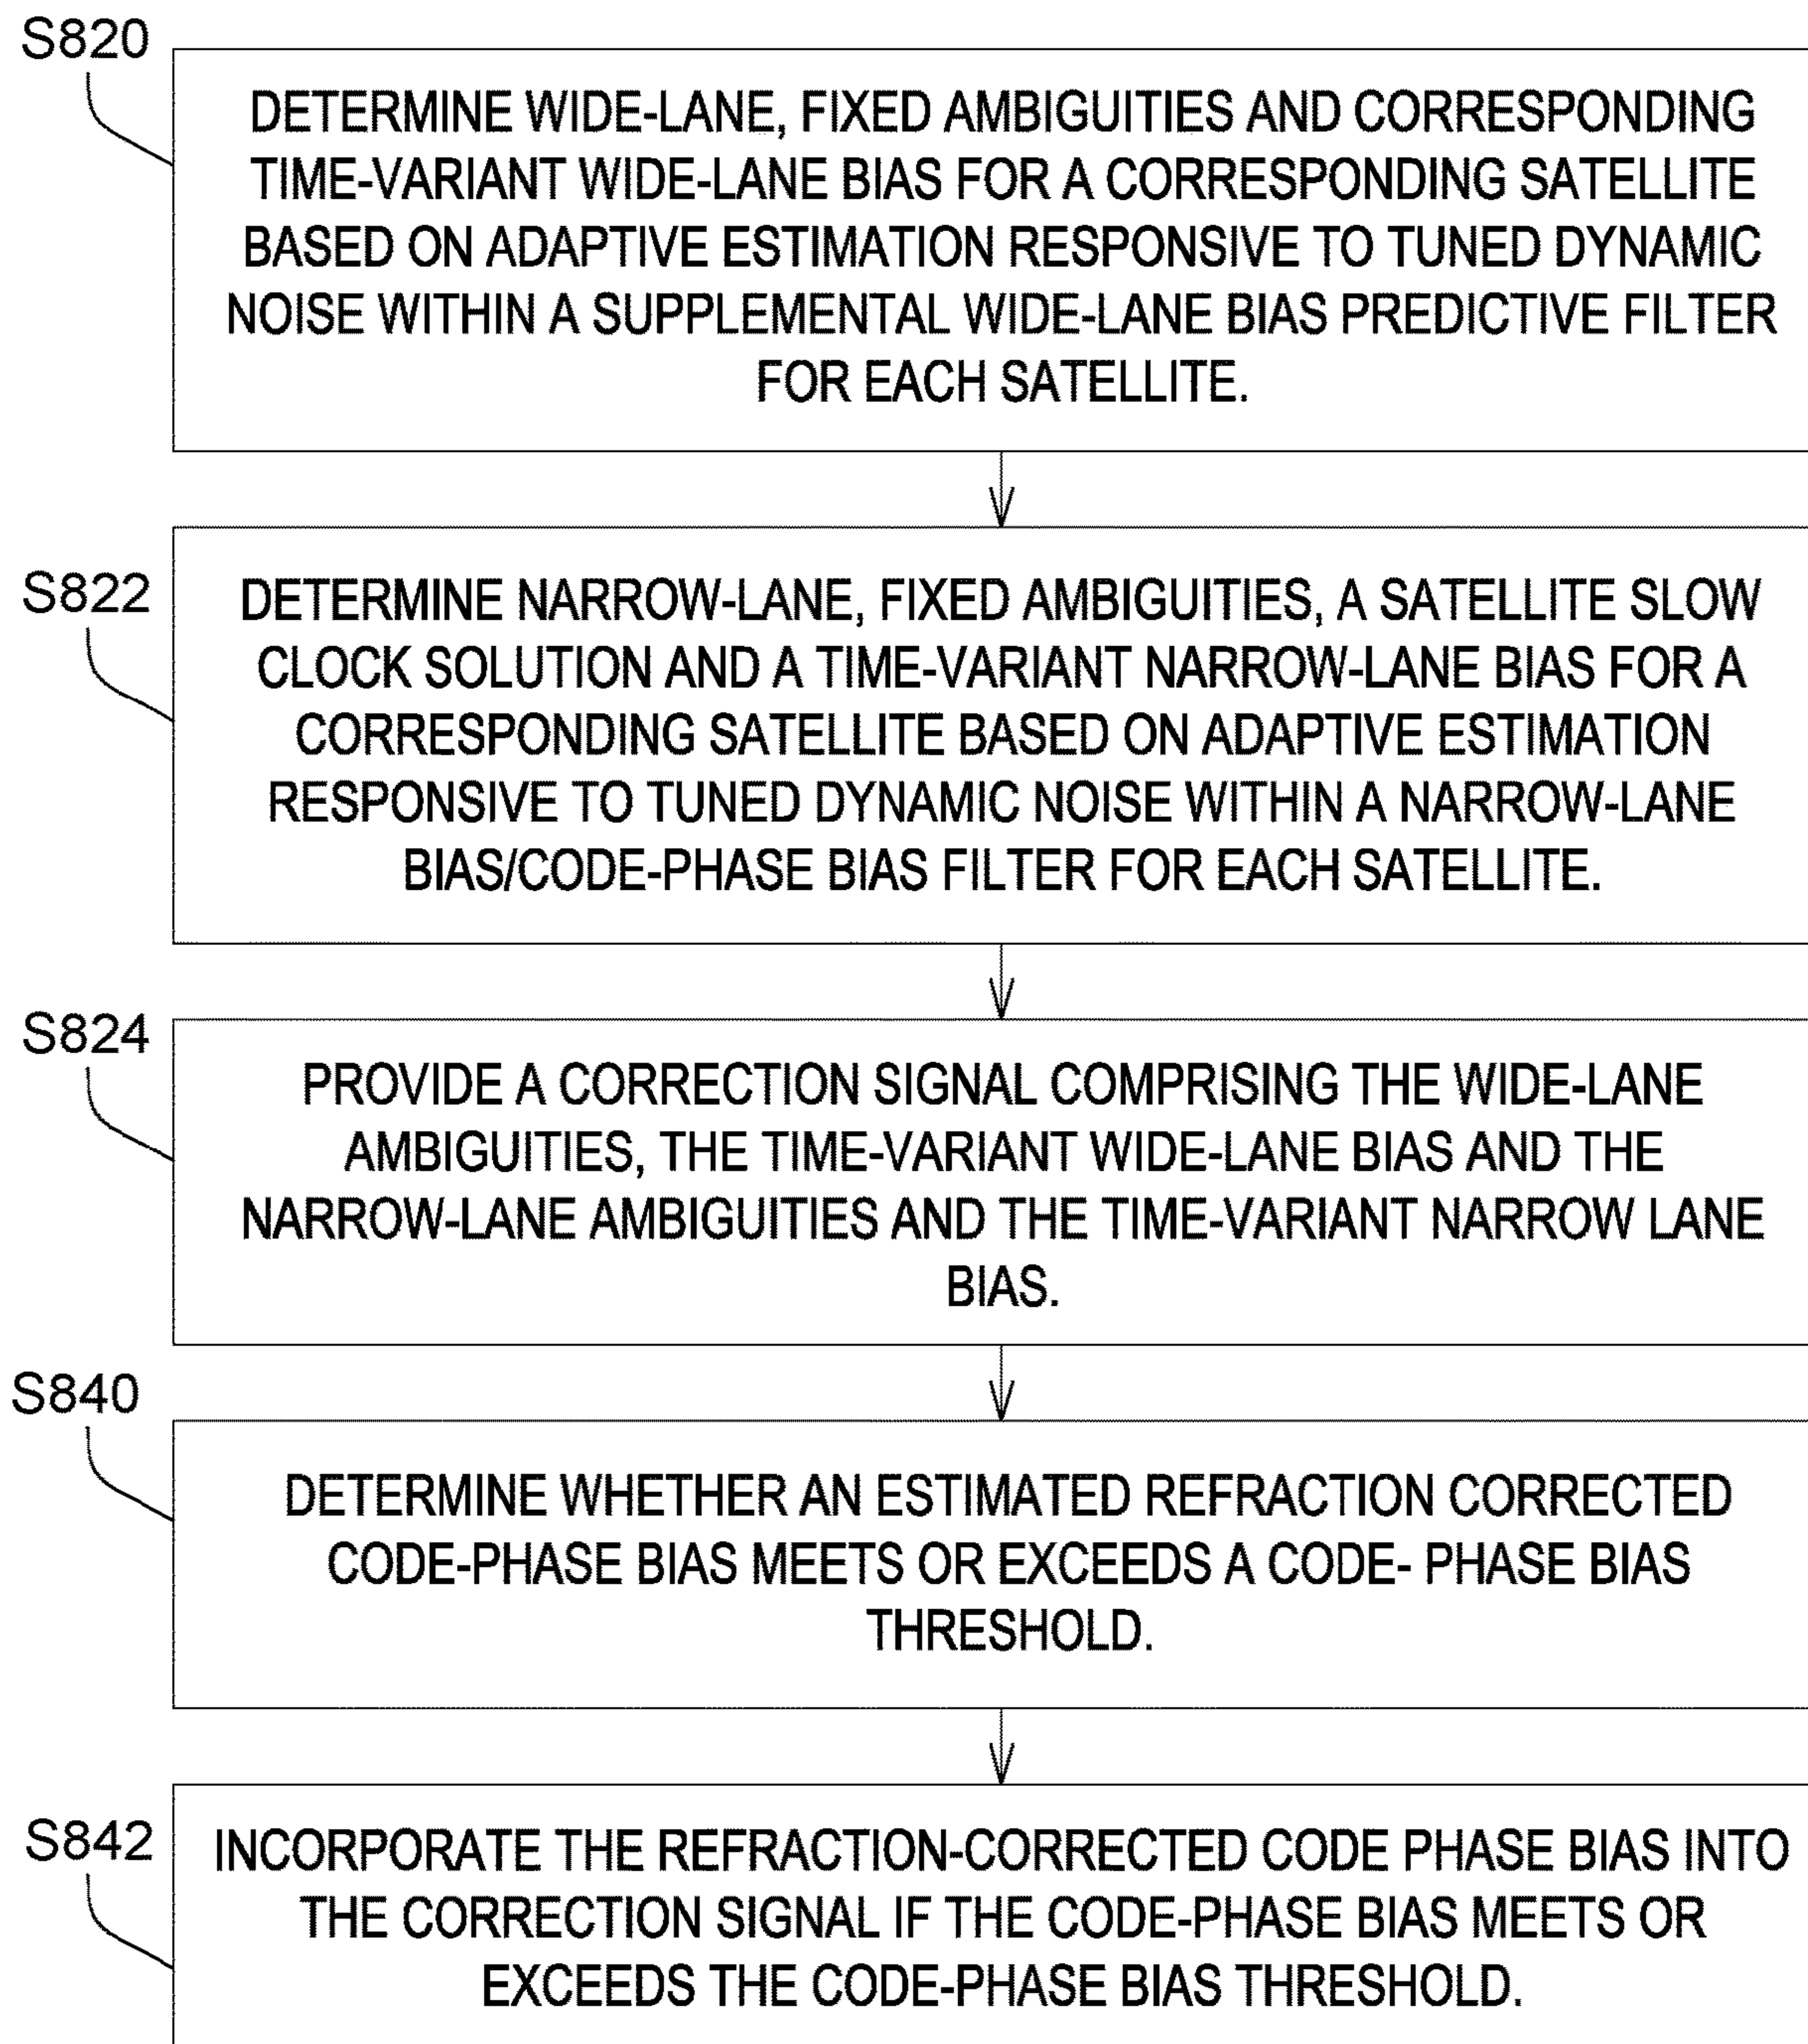 S820
DETERMINE WIDE-LANE, FIXED AMBIGUITIES AND CORRESPONDING
TIME-VARIANT WIDE-LANE BIAS FOR A CORRESPONDING SATELLITE
BASED ON ADAPTIVE ESTIMATION RESPONSIVE TO TUNED DYNAMIC
NOISE WITHIN A SUPPLEMENTAL WIDE-LANE BIAS PREDICTIVE FILTER
FOR EACH SATELLITE.
S822
DETERMINE NARROW-LANE, FIXED AMBIGUITIES, A SATELLITE SLOW
CLOCK SOLUTION AND A TIME-VARIANT NARROW-LANE BIAS FOR A
CORRESPONDING SATELLITE BASED ON ADAPTIVE ESTIMATION
RESPONSIVE TO TUNED DYNAMIC NOISE WITHIN A NARROW-LANE
BIAS/CODE-PHASE BIAS FILTER FOR EACH SATELLITE.
S824
PROVIDE A CORRECTION SIGNAL COMPRISING THE WIDE-LANE
AMBIGUITIES, THE TIME-VARIANT WIDE-LANE BIAS AND THE
NARROW-LANE AMBIGUITIES AND THE TIME-VARIANT NARROW LANE
BIAS.
S840
DETERMINE WHETHER AN ESTIMATED REFRACTION CORRECTED
CODE-PHASE BIAS MEETS OR EXCEEDS A CODE- PHASE BIAS
THRESHOLD.
S842
INCORPORATE THE REFRACTION-CORRECTED CODE PHASE BIAS INTO
THE CORRECTION SIGNAL IF THE CODE-PHASE BIAS MEETS OR
EXCEEDS THE CODE-PHASE BIAS THRESHOLD.